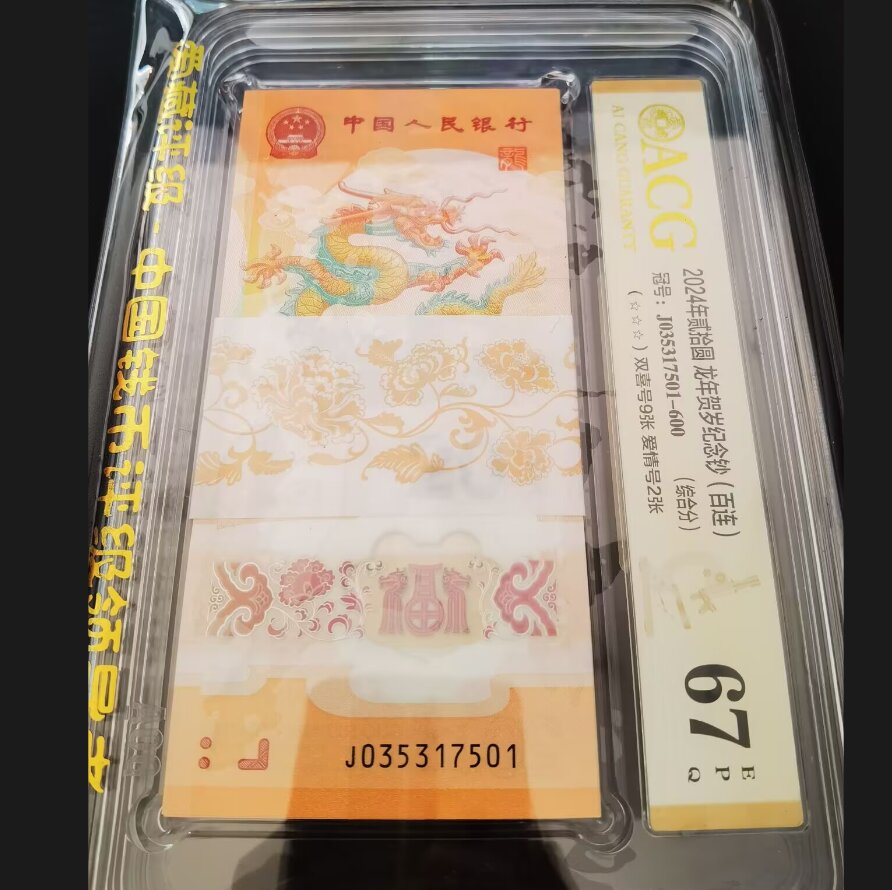 爱藏评级·中国钱币评级领导者
中国人民银行
龍
J035317501
ACG
AI CANG GUARANTY
2024年贰拾圆 龙年贺岁纪念钞（百连）
冠号：J035317501-600 （综合分）
（☆☆☆）双喜号9张 爱情号2张
67
E
P
Q